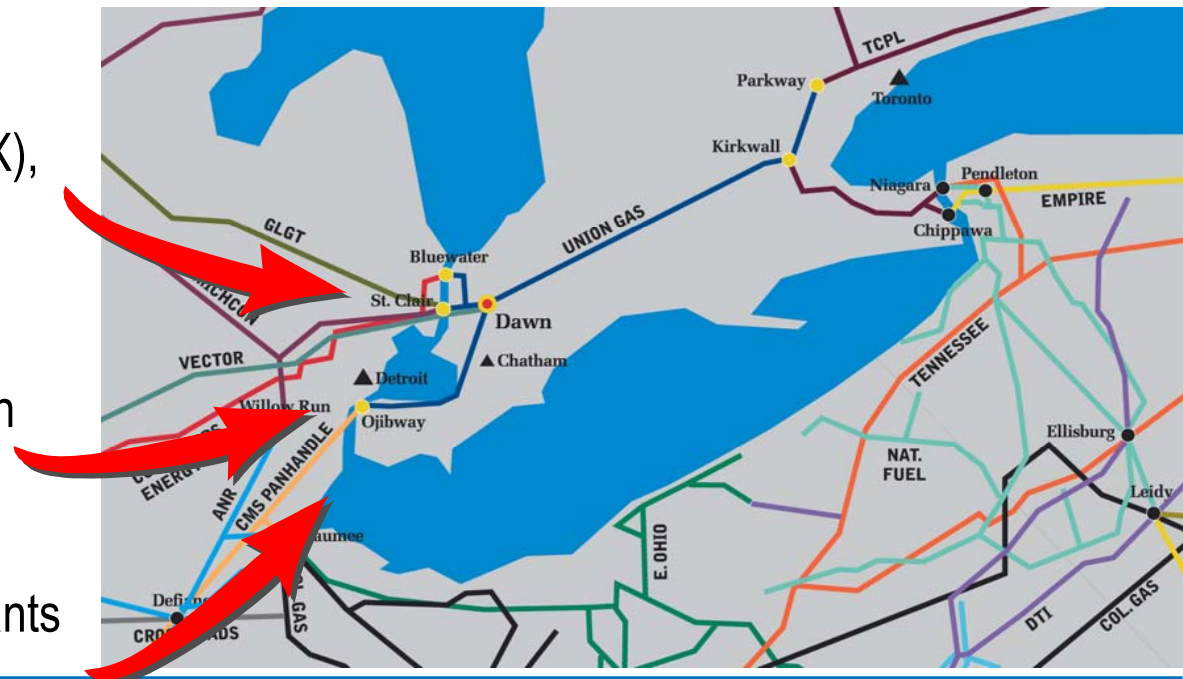 TCPL
Parkway
Toronto
X),
Kirkwall
Niagara
Pendleton
EMPIRE
Chippawa
GLGT
UNION GAS
Bluewater
St. Clair
Dawn
VECTOR
Chatham
TENNESSEE
Detroit
Willow Run
Ojibway
Ellisburg
NAT.
FUEL
ENERGY
ANR
CMS PANHANDLE
Leidy
E. OHIO
GAS
DTI
COL. GAS